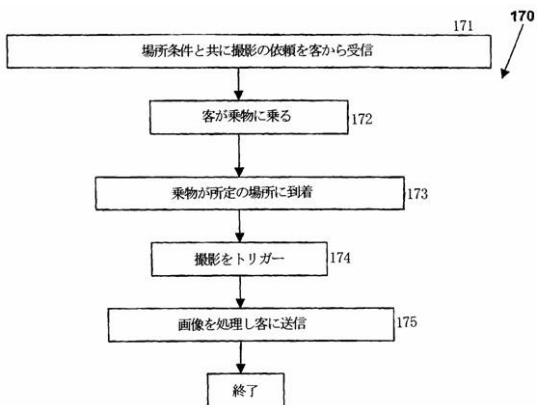 170
171
場所条件と共に撮影の依頼を客から受信
客が乗物に乗る
172
乗物が所定の場所に到着
173
撮影をトリガー
174
画像を処理し客に送信
175
終了